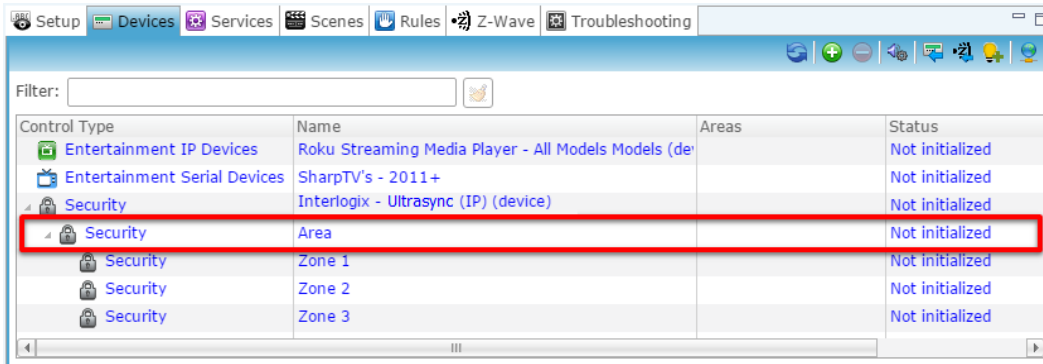 Setup Devices Services Scenes Rules Z-Wave Troubleshooting
Filter:
Control Type Name Areas Status
Entertainment IP Devices Roku Streaming Media Player - All Models Models (de Not initialized
Entertainment Serial Devices SharpTV's - 2011+ Not initialized
Security Interlogix - Ultrasync (IP) (device) Not initialized
Security Area Not initialized
Security Zone 1 Not initialized
Security Zone 2 Not initialized
Security Zone 3 Not initialized